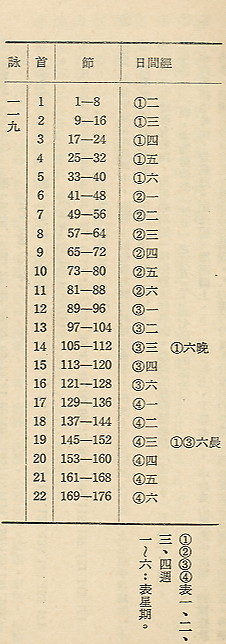 詠 首 節 日間經
一一九 1 1—8 ①二
2 9—16 ①三
3 17—24 ①四
4 25—32 ①五
5 33—40 ①六
6 41—48 ②一
7 49—56 ②二
8 57—64 ②三
9 65—72 ②四
10 73—80 ②五
11 81—88 ②六
12 89—96 ③一
13 97—104 ③二
14 105—112 ③三 ①六晚
15 113—120 ③四
16 121—128 ③六
17 129—136 ④一
18 137—144 ④二
19 145—152 ④三 ①③六長
20 153—160 ④四
21 161—168 ④五
22 169—176 ④六
①②③④表一、二、
三、四週
一~六：表星期。